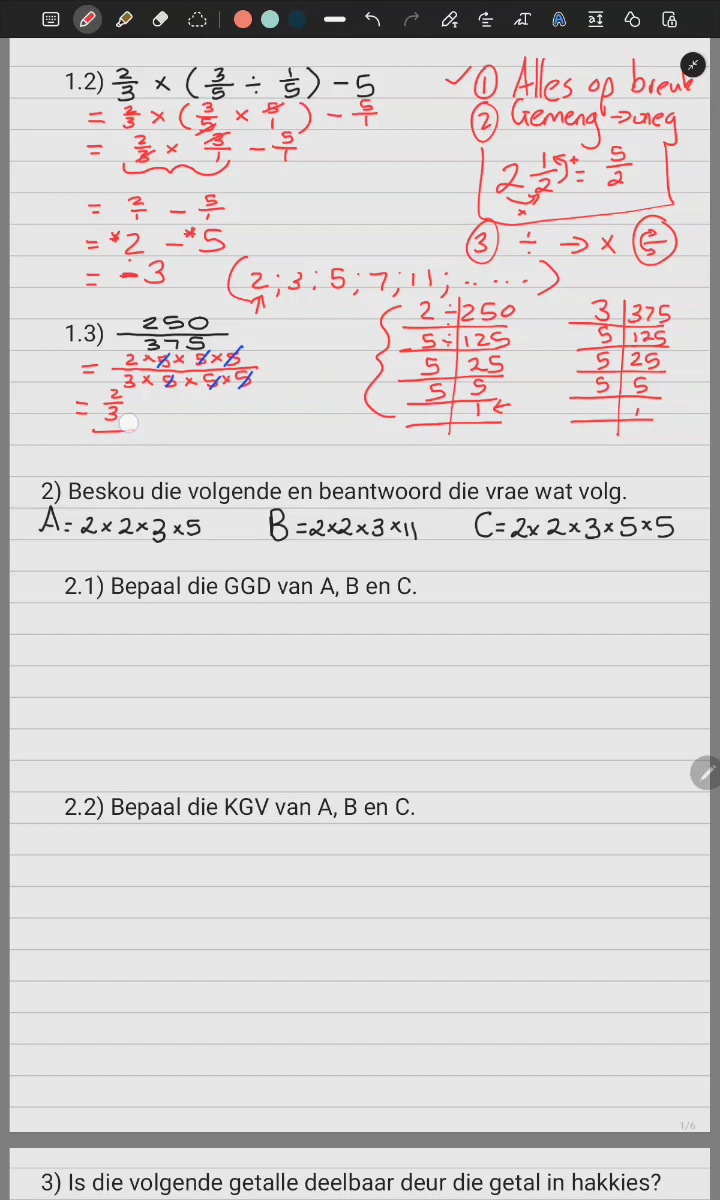 1.2) 2/3 × (3/5 ÷ 1/5) − 5
= 2/3 × (3/5 × 5/1) − 5/1
= 2/3 × 3/1 − 5/1
= 2/1 − 5/1
= +2 − +5
= −3
✓ ① Alles op breuk
② Gemeng → oneg
2 1/2 = 5/2
× +
③ ÷ → ×
(2; 3; 5; 7; 11; ......)
1.3) 250/375
= 2×5×5×5 / 3×5×5×5
= 2/3
2 ÷ 250
5 ÷ 125
5 25
5 5
1
3 375
5 125
5 25
5 5
1
2) Beskou die volgende en beantwoord die vrae wat volg.
A = 2×2×3×5 B = 2×2×3×11 C = 2×2×3×5×5
2.1) Bepaal die GGD van A, B en C.
2.2) Bepaal die KGV van A, B en C.
1/6
3) Is die volgende getalle deelbaar deur die getal in hakkies?